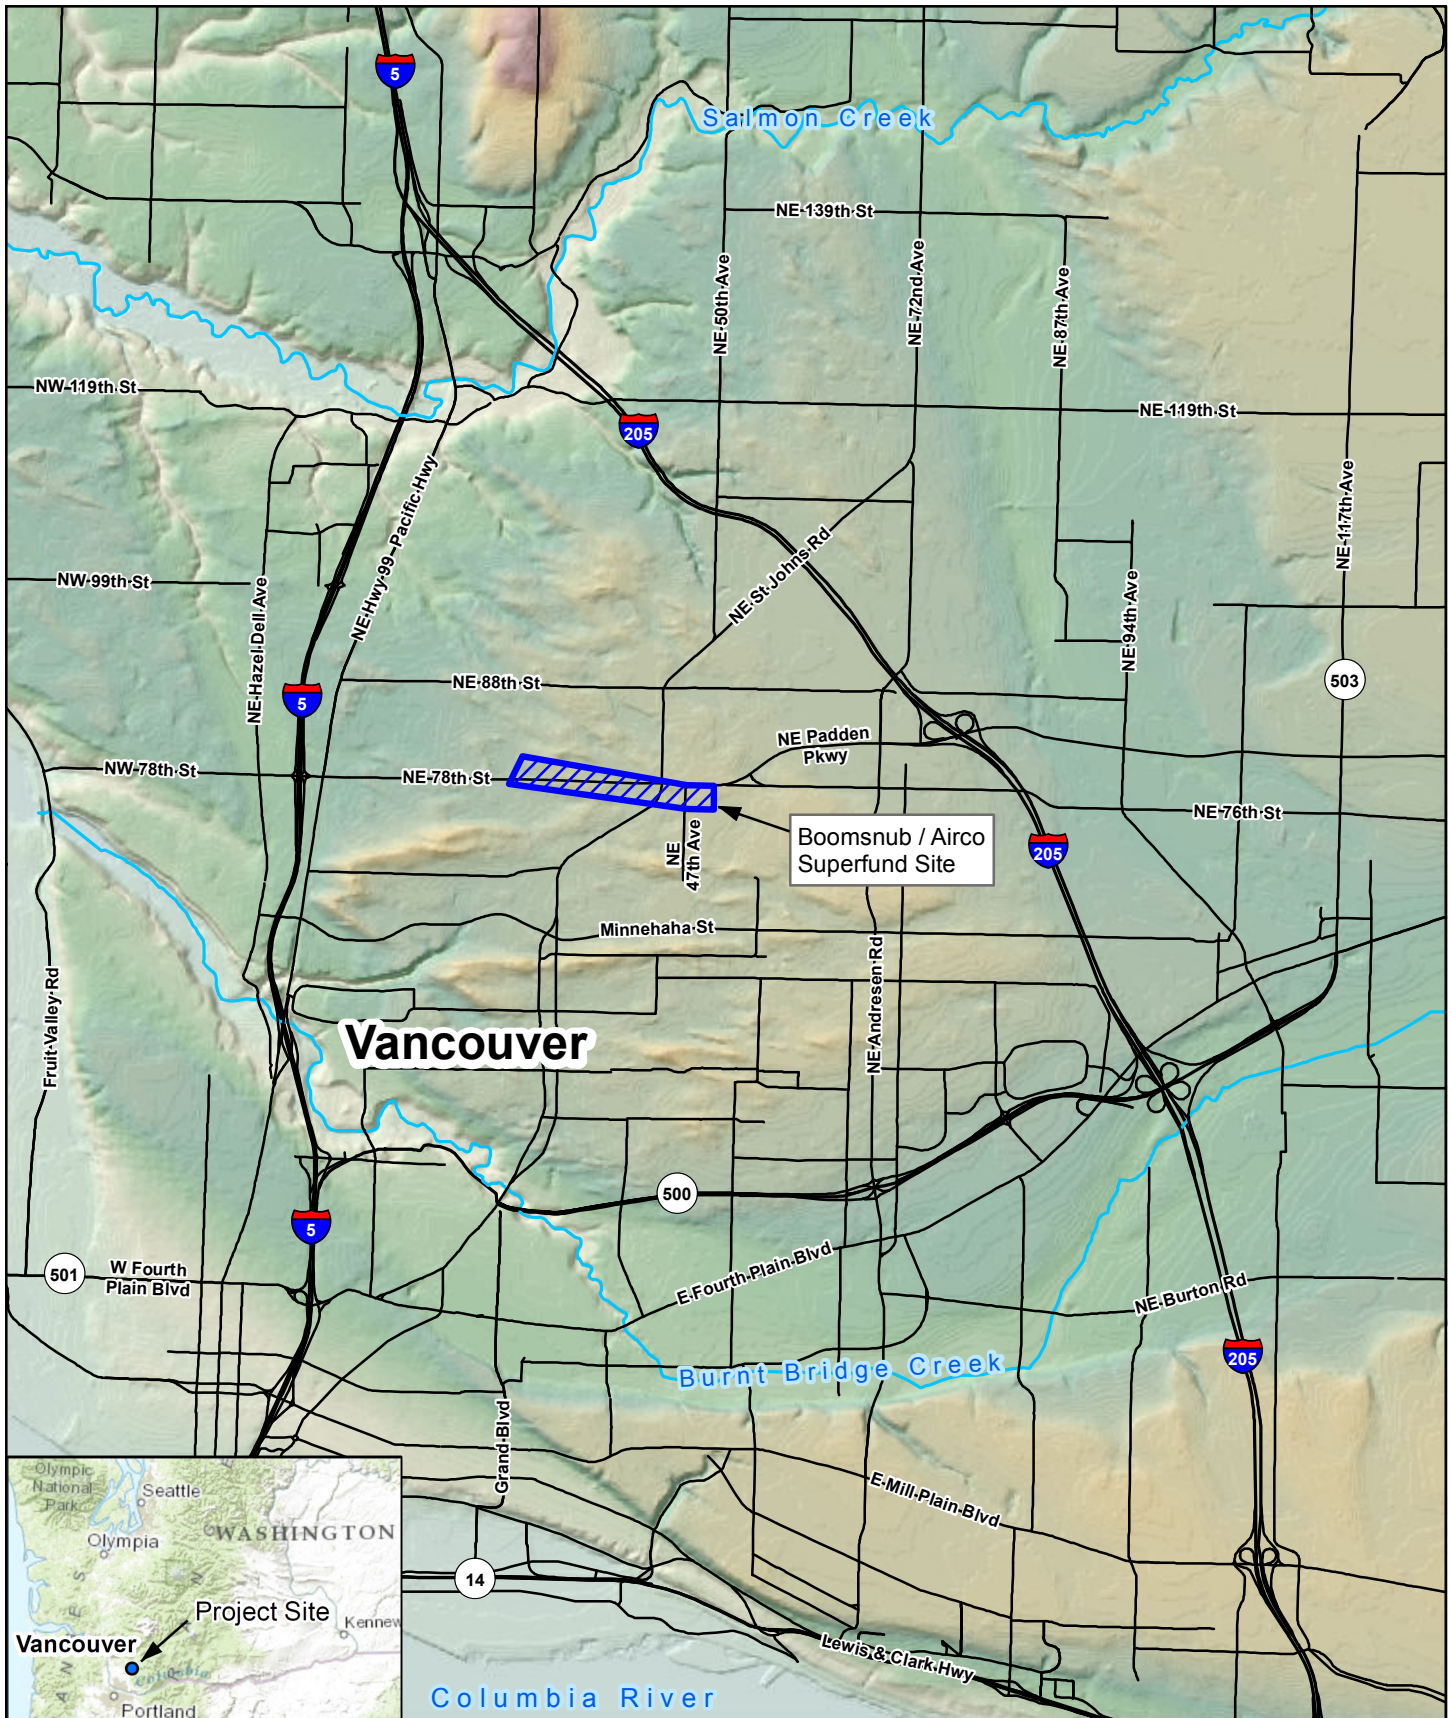 5
Salmon Creek
NE 139th St
NE 50th Ave
NE 72nd Ave
NE 87th Ave
NW 119th St
NE 119th St
205
NE Hwy 99 - Pacific Hwy
NE 117th Ave
NE St Johns Rd
NW 99th St
NE Hazel Dell Ave
NE 94th Ave
NE 88th St
503
5
NE Padden
Pkwy
NW 78th St
NE 78th St
NE 76th St
Boomsnub / Airco
Superfund Site
205
NE
47th Ave
Minnehaha St
NE Andresen Rd
Fruit Valley Rd
Vancouver
500
5
E Fourth Plain Blvd
501
W Fourth
Plain Blvd
NE Burton Rd
205
Burnt Bridge Creek
Grand Blvd
E Mill Plain Blvd
14
Lewis & Clark Hwy
Columbia River
Olympic
National
Park
Seattle
WASHINGTON
Olympia
Project Site
Kennew
Vancouver
Columbia
Portland